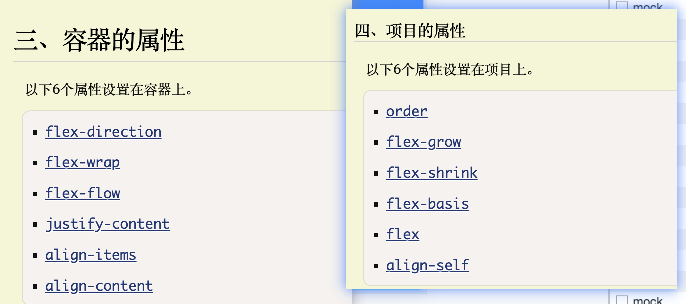 三、容器的属性
以下6个属性设置在容器上。
flex-direction
flex-wrap
flex-flow
justify-content
align-items
align-content
四、项目的属性
以下6个属性设置在项目上。
order
flex-grow
flex-shrink
flex-basis
flex
align-self
mock
mock